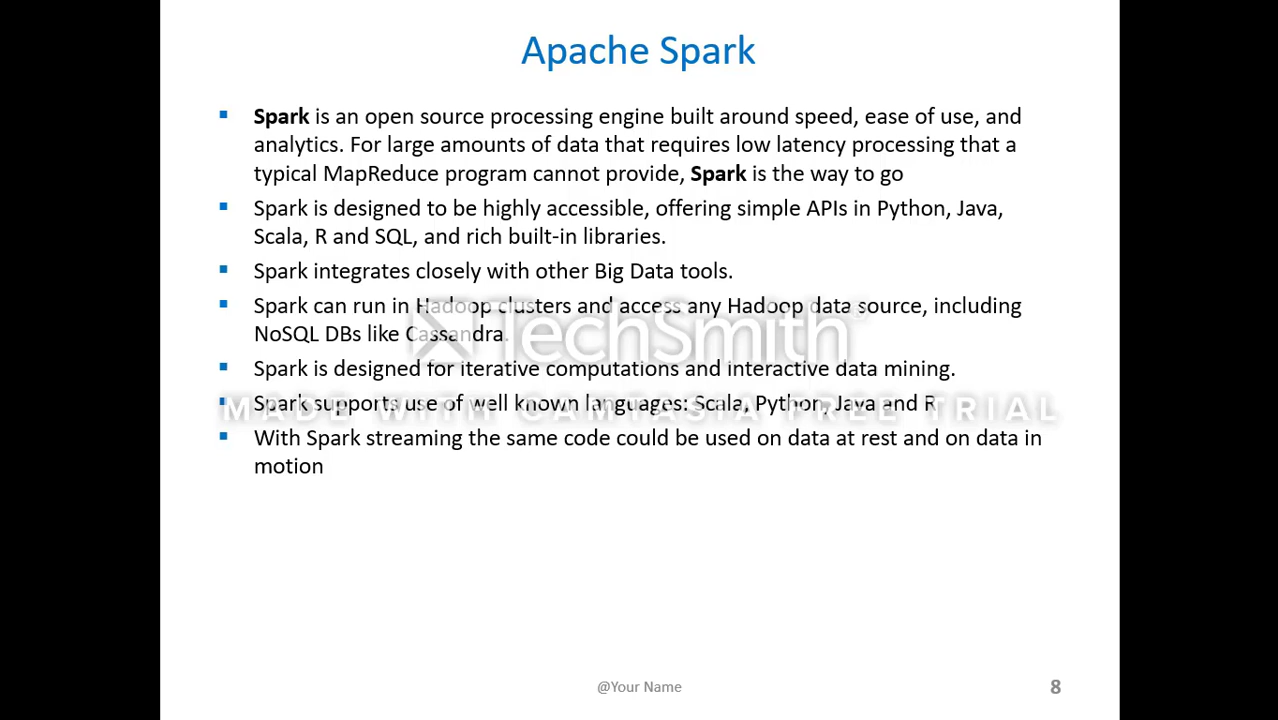 Apache Spark
Spark is an open source processing engine built around speed, ease of use, and
analytics. For large amounts of data that requires low latency processing that a
typical MapReduce program cannot provide, Spark is the way to go
Spark is designed to be highly accessible, offering simple APIs in Python, Java,
Scala, R and SQL, and rich built-in libraries.
Spark integrates closely with other Big Data tools.
Spark can run in Hadoop clusters and access any Hadoop data source, including
NoSQL DBs like Cassandra.
TechSmith
Spark is designed for iterative computations and interactive data mining.
Spark supports use of well known languages: Scala, Python, Java and R
MADE WITH CAMTASIA FREE TRIAL
With Spark streaming the same code could be used on data at rest and on data in
motion
@Your Name
8